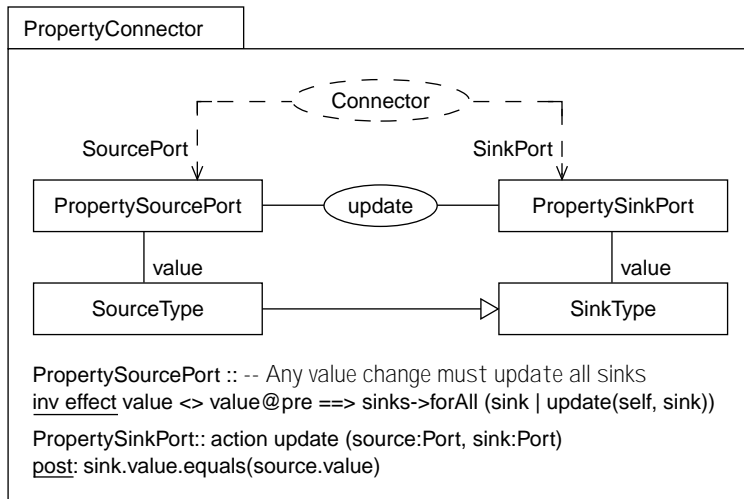 PropertyConnector
Connector
SourcePort
SinkPort
PropertySourcePort
update
PropertySinkPort
value
value
SourceType
SinkType
PropertySourcePort :: -- Any value change must update all sinks
inv effect value <> value@pre ==> sinks->forAll (sink | update(self, sink))
PropertySinkPort:: action update (source:Port, sink:Port)
post: sink.value.equals(source.value)